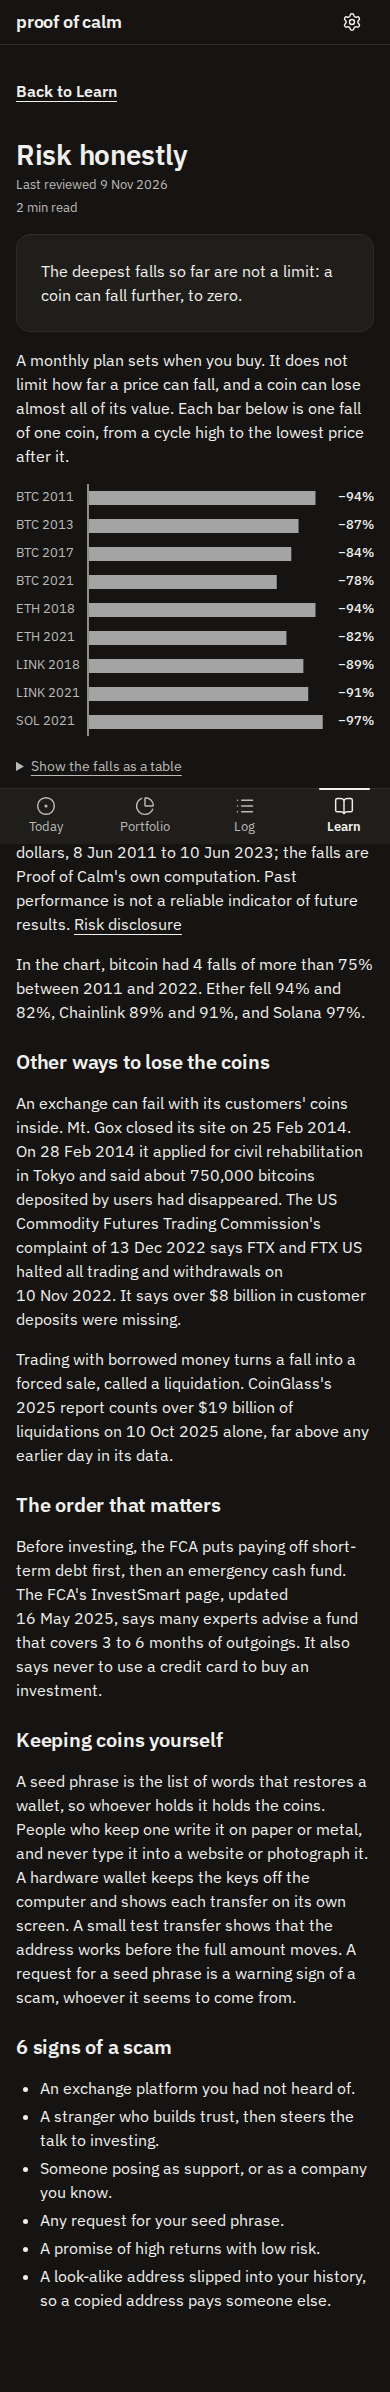 proof of calm
Back to Learn
Risk honestly
Last reviewed 9 Nov 2026
2 min read
The deepest falls so far are not a limit: a
coin can fall further, to zero.
A monthly plan sets when you buy. It does not
limit how far a price can fall, and a coin can lose
almost all of its value. Each bar below is one fall
of one coin, from a cycle high to the lowest price
after it.
BTC 2011 −94%
BTC 2013 −87%
BTC 2017 −84%
BTC 2021 −78%
ETH 2018 −94%
ETH 2021 −82%
LINK 2018 −89%
LINK 2021 −91%
SOL 2021 −97%
Show the falls as a table
Today Portfolio Log Learn
dollars, 8 Jun 2011 to 10 Jun 2023; the falls are
Proof of Calm's own computation. Past
performance is not a reliable indicator of future
results. Risk disclosure
In the chart, bitcoin had 4 falls of more than 75%
between 2011 and 2022. Ether fell 94% and
82%, Chainlink 89% and 91%, and Solana 97%.
Other ways to lose the coins
An exchange can fail with its customers' coins
inside. Mt. Gox closed its site on 25 Feb 2014.
On 28 Feb 2014 it applied for civil rehabilitation
in Tokyo and said about 750,000 bitcoins
deposited by users had disappeared. The US
Commodity Futures Trading Commission's
complaint of 13 Dec 2022 says FTX and FTX US
halted all trading and withdrawals on
10 Nov 2022. It says over $8 billion in customer
deposits were missing.
Trading with borrowed money turns a fall into a
forced sale, called a liquidation. CoinGlass's
2025 report counts over $19 billion of
liquidations on 10 Oct 2025 alone, far above any
earlier day in its data.
The order that matters
Before investing, the FCA puts paying off short-
term debt first, then an emergency cash fund.
The FCA's InvestSmart page, updated
16 May 2025, says many experts advise a fund
that covers 3 to 6 months of outgoings. It also
says never to use a credit card to buy an
investment.
Keeping coins yourself
A seed phrase is the list of words that restores a
wallet, so whoever holds it holds the coins.
People who keep one write it on paper or metal,
and never type it into a website or photograph it.
A hardware wallet keeps the keys off the
computer and shows each transfer on its own
screen. A small test transfer shows that the
address works before the full amount moves. A
request for a seed phrase is a warning sign of a
scam, whoever it seems to come from.
6 signs of a scam
• An exchange platform you had not heard of.
• A stranger who builds trust, then steers the
talk to investing.
• Someone posing as support, or as a company
you know.
• Any request for your seed phrase.
• A promise of high returns with low risk.
• A look-alike address slipped into your history,
so a copied address pays someone else.